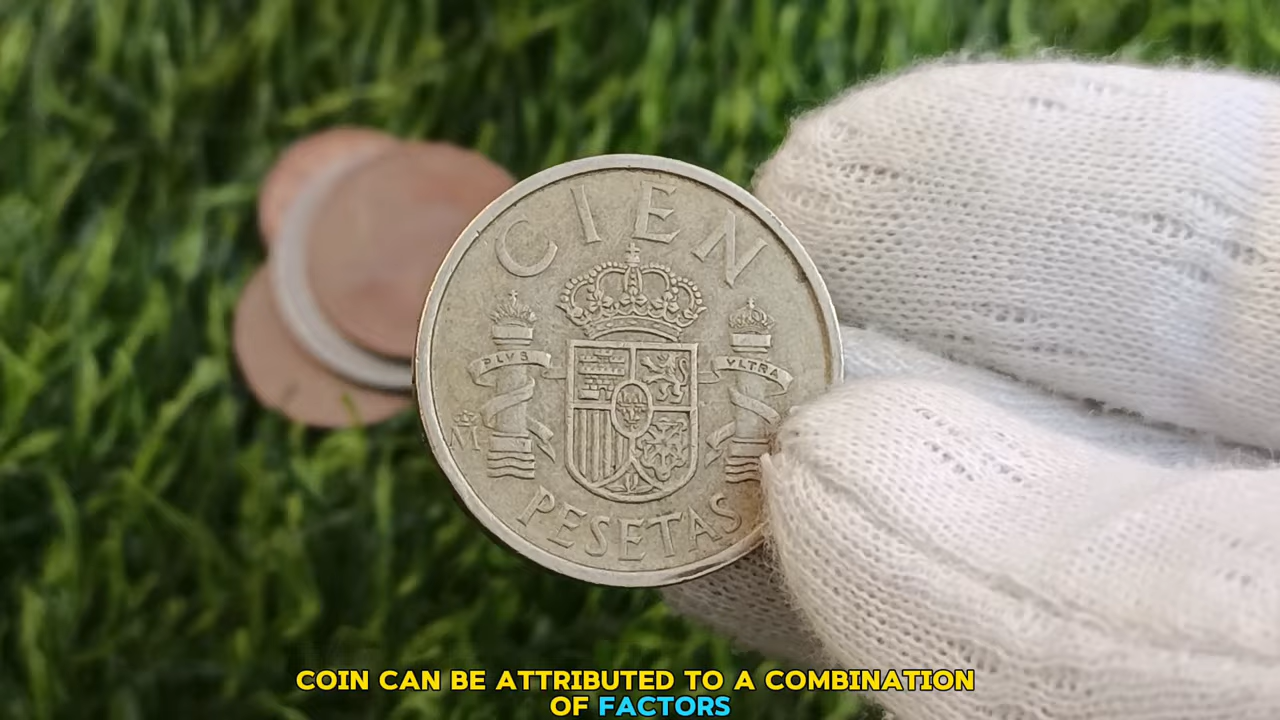 CIEN
PLVS VLTRA
M
PESETAS
COIN CAN BE ATTRIBUTED TO A COMBINATION
OF FACTORS